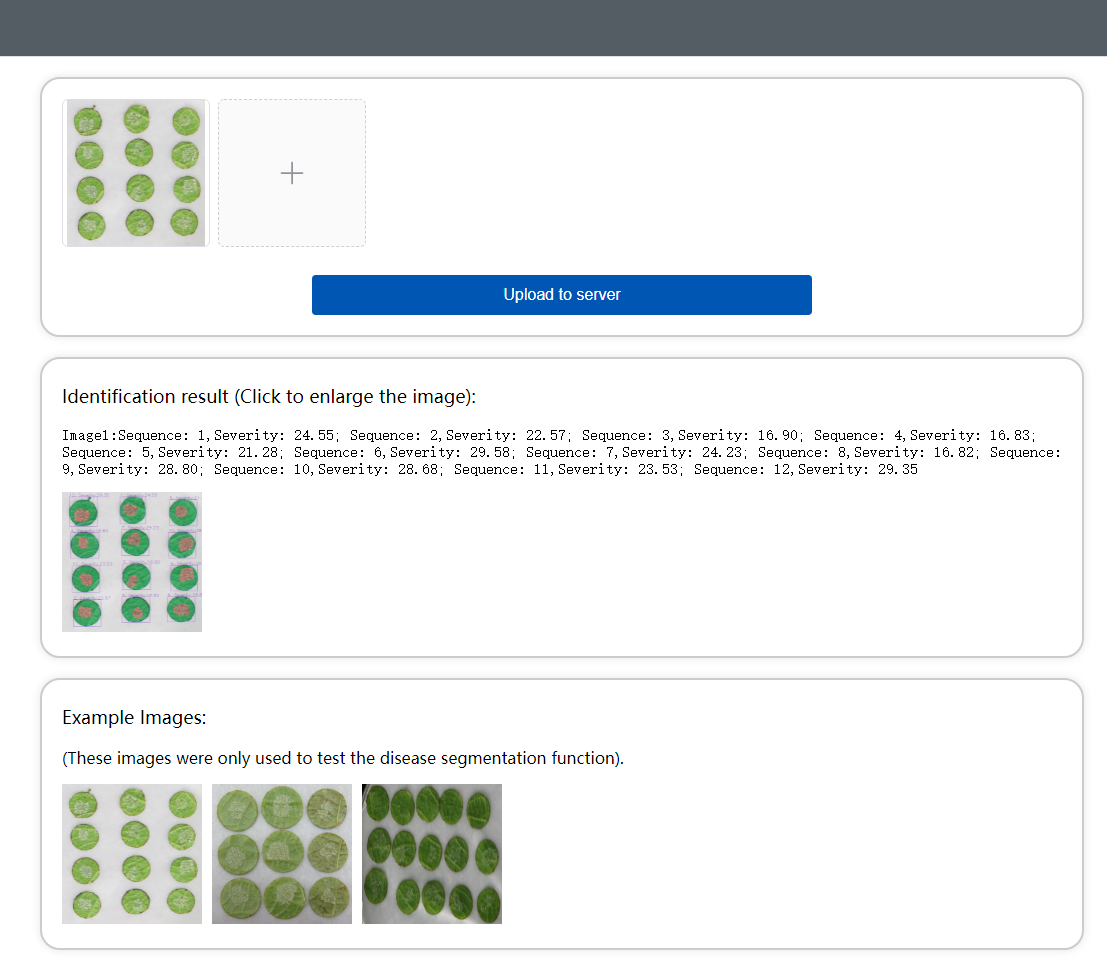 Upload to server
Identification result (Click to enlarge the image):
Image1:Sequence: 1,Severity: 24.55; Sequence: 2,Severity: 22.57; Sequence: 3,Severity: 16.90; Sequence: 4,Severity: 16.83;
Sequence: 5,Severity: 21.28; Sequence: 6,Severity: 29.58; Sequence: 7,Severity: 24.23; Sequence: 8,Severity: 16.82; Sequence:
9,Severity: 28.80; Sequence: 10,Severity: 28.68; Sequence: 11,Severity: 23.53; Sequence: 12,Severity: 29.35
Example Images:
(These images were only used to test the disease segmentation function).